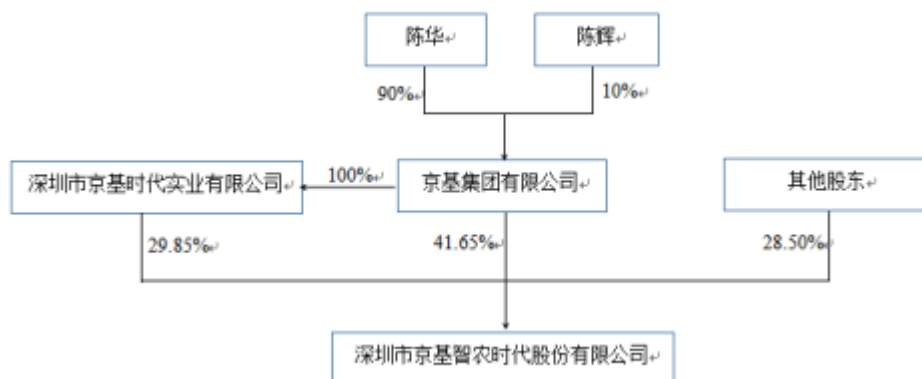 陈华
陈辉
90%
10%
深圳市京基时代实业有限公司
100%
京基集团有限公司
其他股东
29.85%
41.65%
28.50%
深圳市京基智农时代股份有限公司